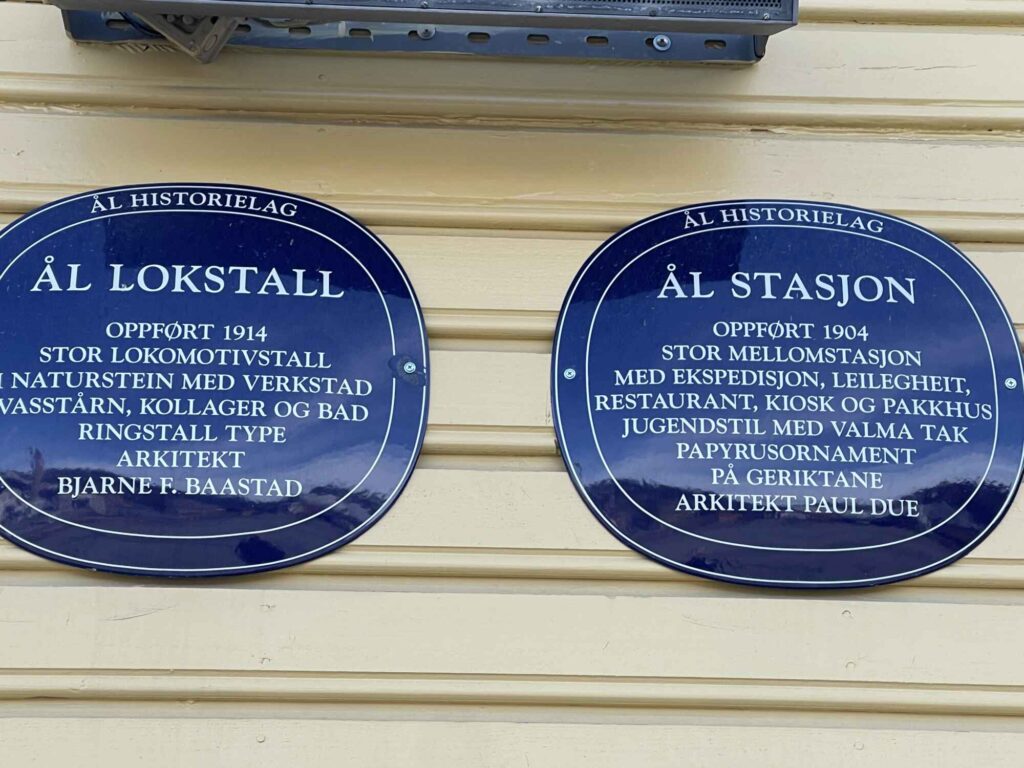 ÅL HISTORIELAG
ÅL LOKSTALL
OPPFØRT 1914
STOR LOKOMOTIVSTALL
I NATURSTEIN MED VERKSTAD
VASSTÅRN, KOLLAGER OG BAD
RINGSTALL TYPE
ARKITEKT
BJARNE F. BAASTAD
ÅL HISTORIELAG
ÅL STASJON
OPPFØRT 1904
STOR MELLOMSTASJON
MED EKSPEDISJON, LEILEGHEIT,
RESTAURANT, KIOSK OG PAKKHUS
JUGENDSTIL MED VALMA TAK
PAPYRUSORNAMENT
PÅ GERIKTANE
ARKITEKT PAUL DUE